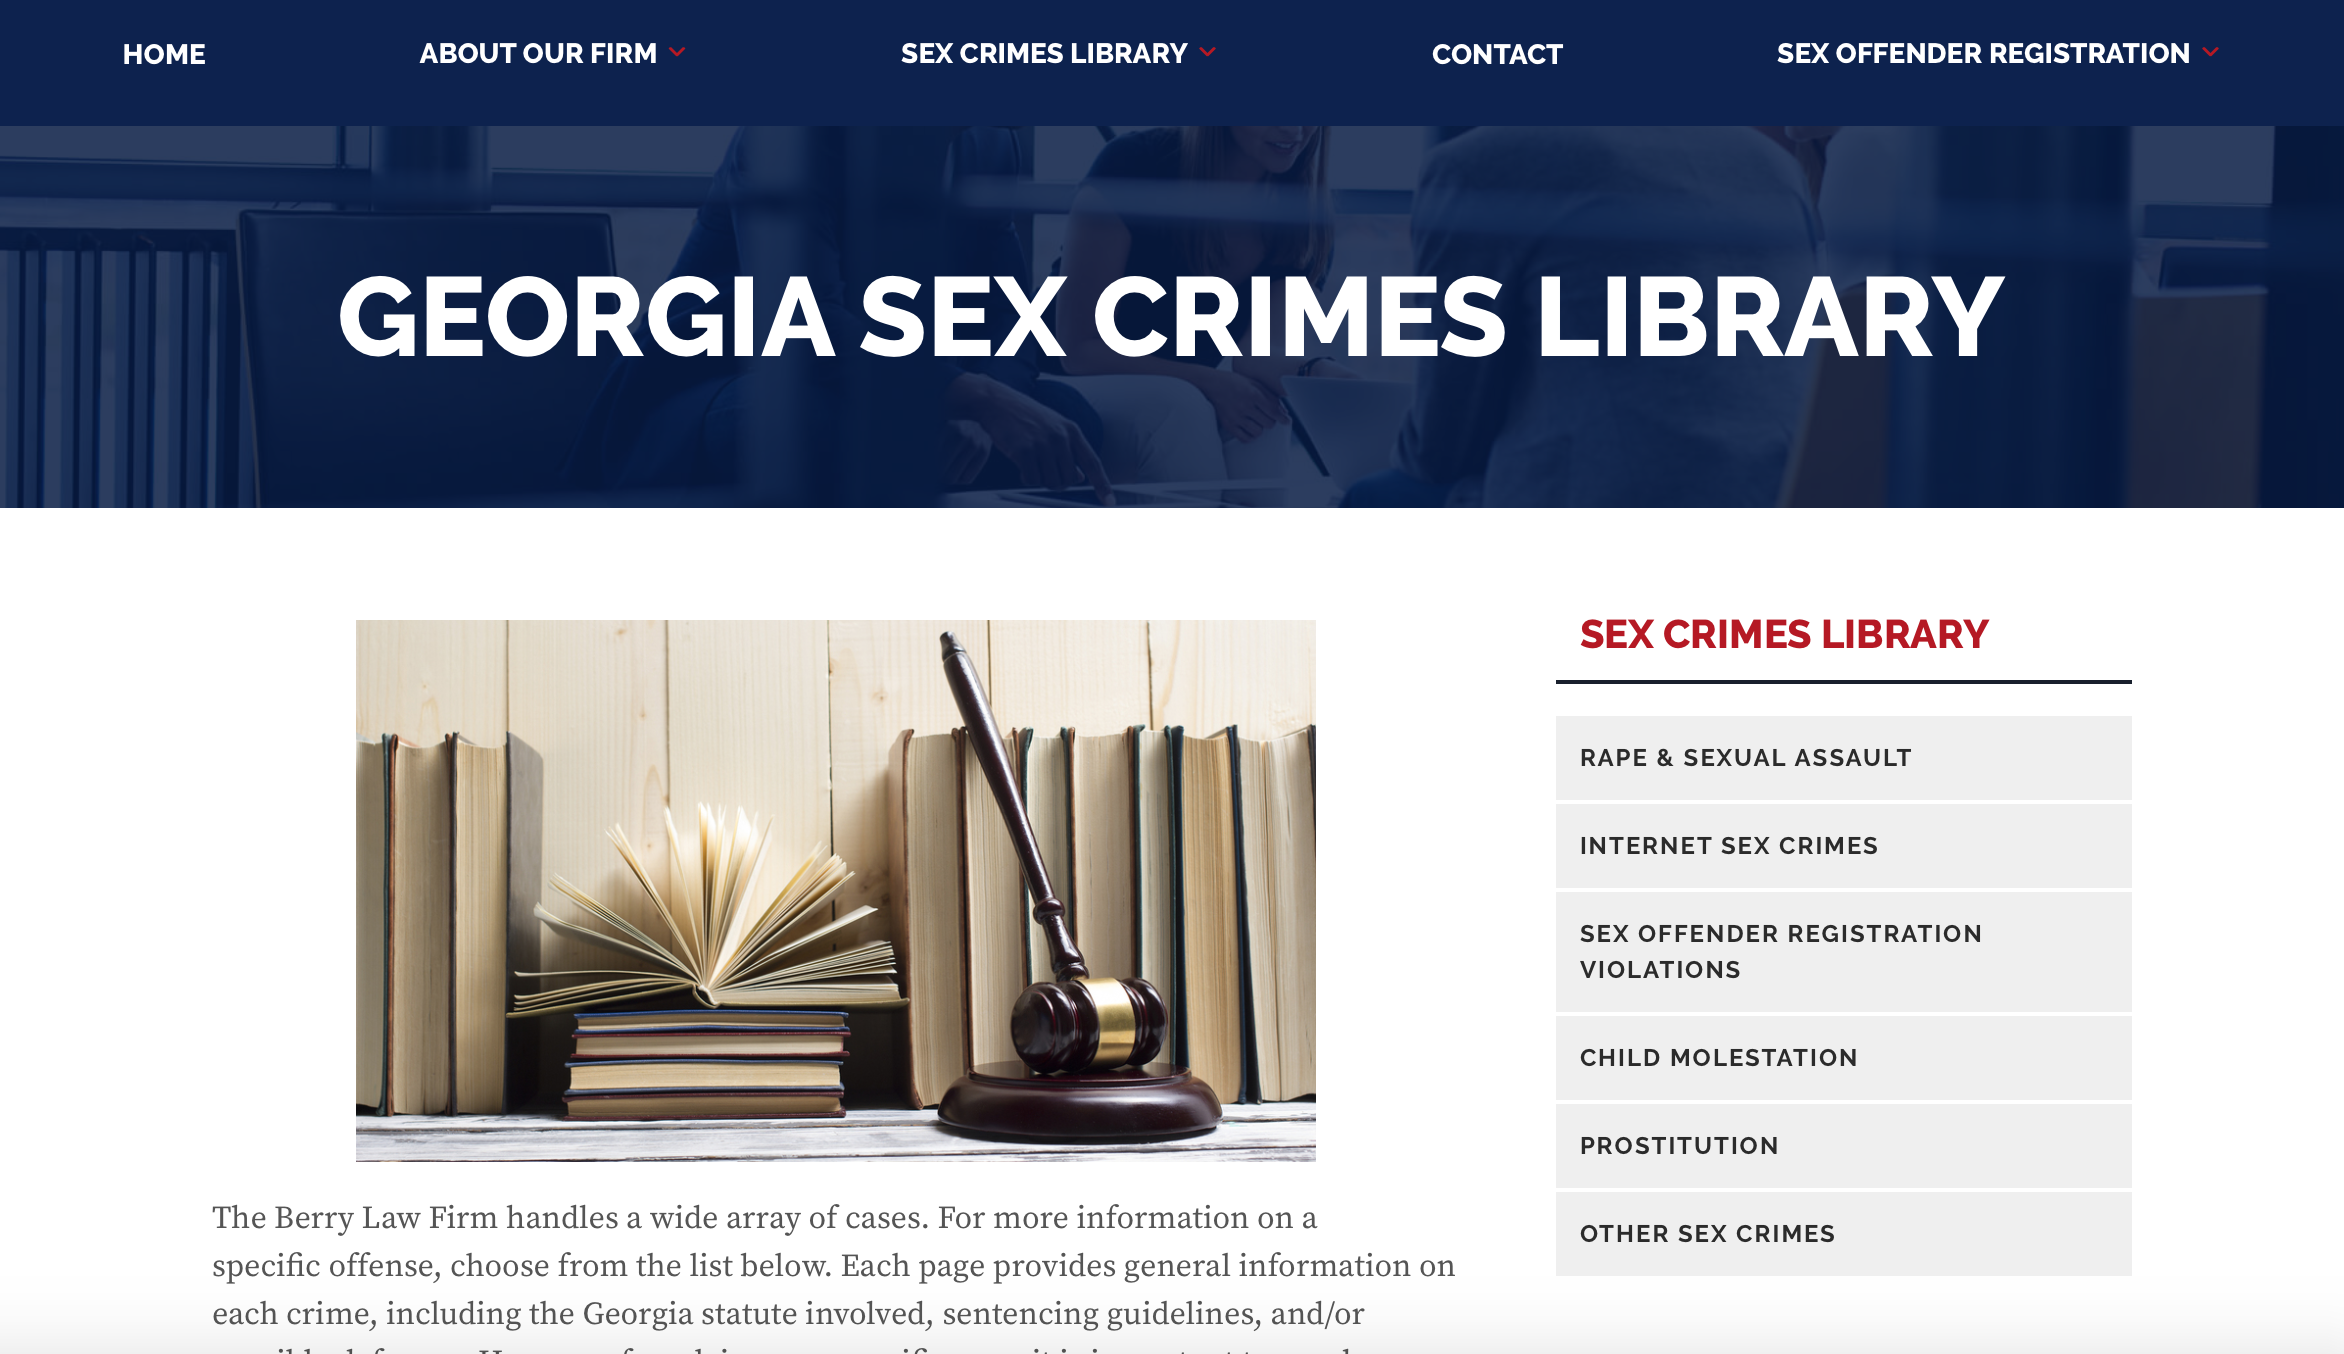 HOME
ABOUT OUR FIRM
SEX CRIMES LIBRARY
CONTACT
SEX OFFENDER REGISTRATION
GEORGIA SEX CRIMES LIBRARY
The Berry Law Firm handles a wide array of cases. For more information on a
specific offense, choose from the list below. Each page provides general information on
each crime, including the Georgia statute involved, sentencing guidelines, and/or
SEX CRIMES LIBRARY
RAPE & SEXUAL ASSAULT
INTERNET SEX CRIMES
SEX OFFENDER REGISTRATION
VIOLATIONS
CHILD MOLESTATION
PROSTITUTION
OTHER SEX CRIMES